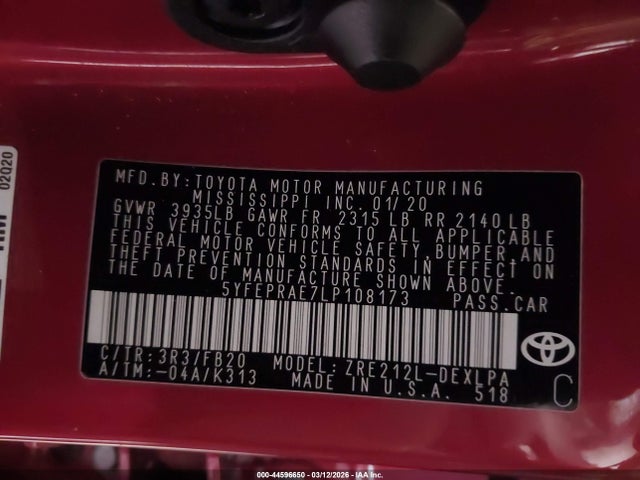 02Q20
MFD.BY:TOYOTA MOTOR MANUFACTURING
MISSISSIPPI INC. 01/20
GVWR 3935LB GAWR FR 2315 LB RR 2140 LB
THIS VEHICLE CONFORMS TO ALL APPLICABLE
FEDERAL MOTOR VEHICLE SAFETY, BUMPER AND
THEFT PREVENTION STANDARDS IN EFFECT ON
THE DATE OF MANUFACTURE SHOWN ABOVE.
5YFEPRAE7LP108173 PASS.CAR
C/TR:3R3/FB20 MODEL:ZRE212L-DEXLPA
A/TM:-04A/K313 MADE IN U.S.A. 518
TOYOTA
C
000-44596650 - 03/12/2026 - IAA Inc.